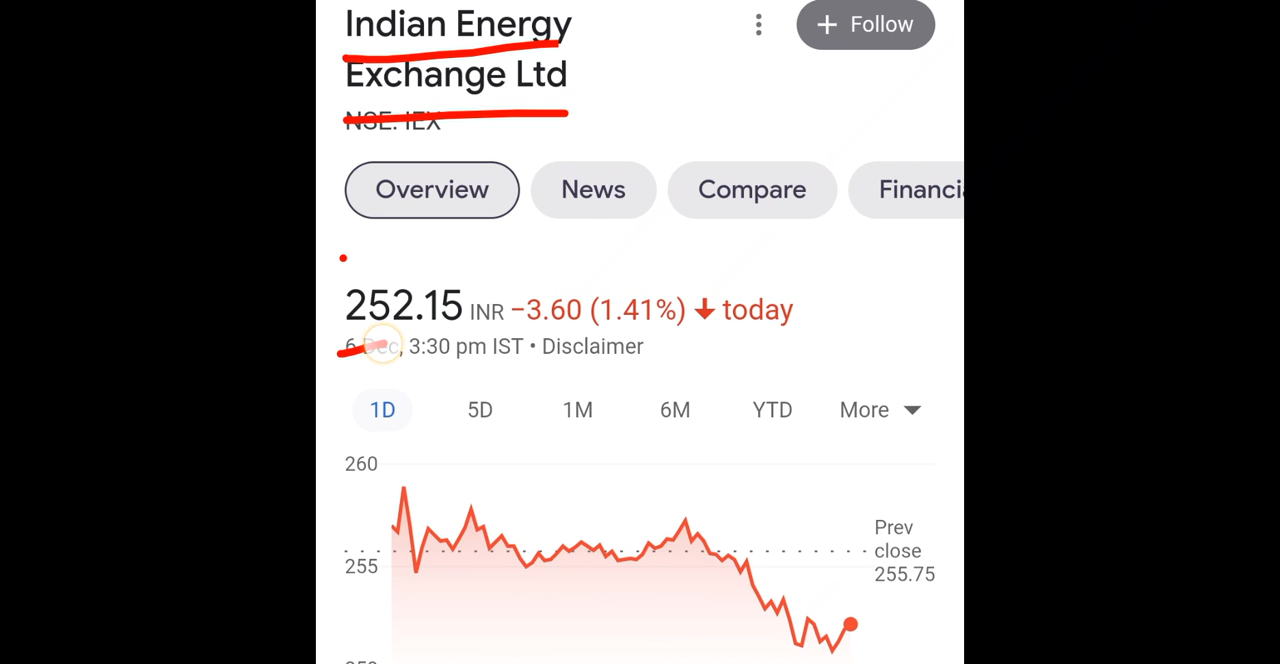 Indian Energy
Follow
Exchange Ltd
NSE: IEX
Overview News Compare Financi
252.15 INR −3.60 (1.41%) today
6 Dec, 3:30 pm IST • Disclaimer
1D 5D 1M 6M YTD More
260
Prev
close
255
255.75